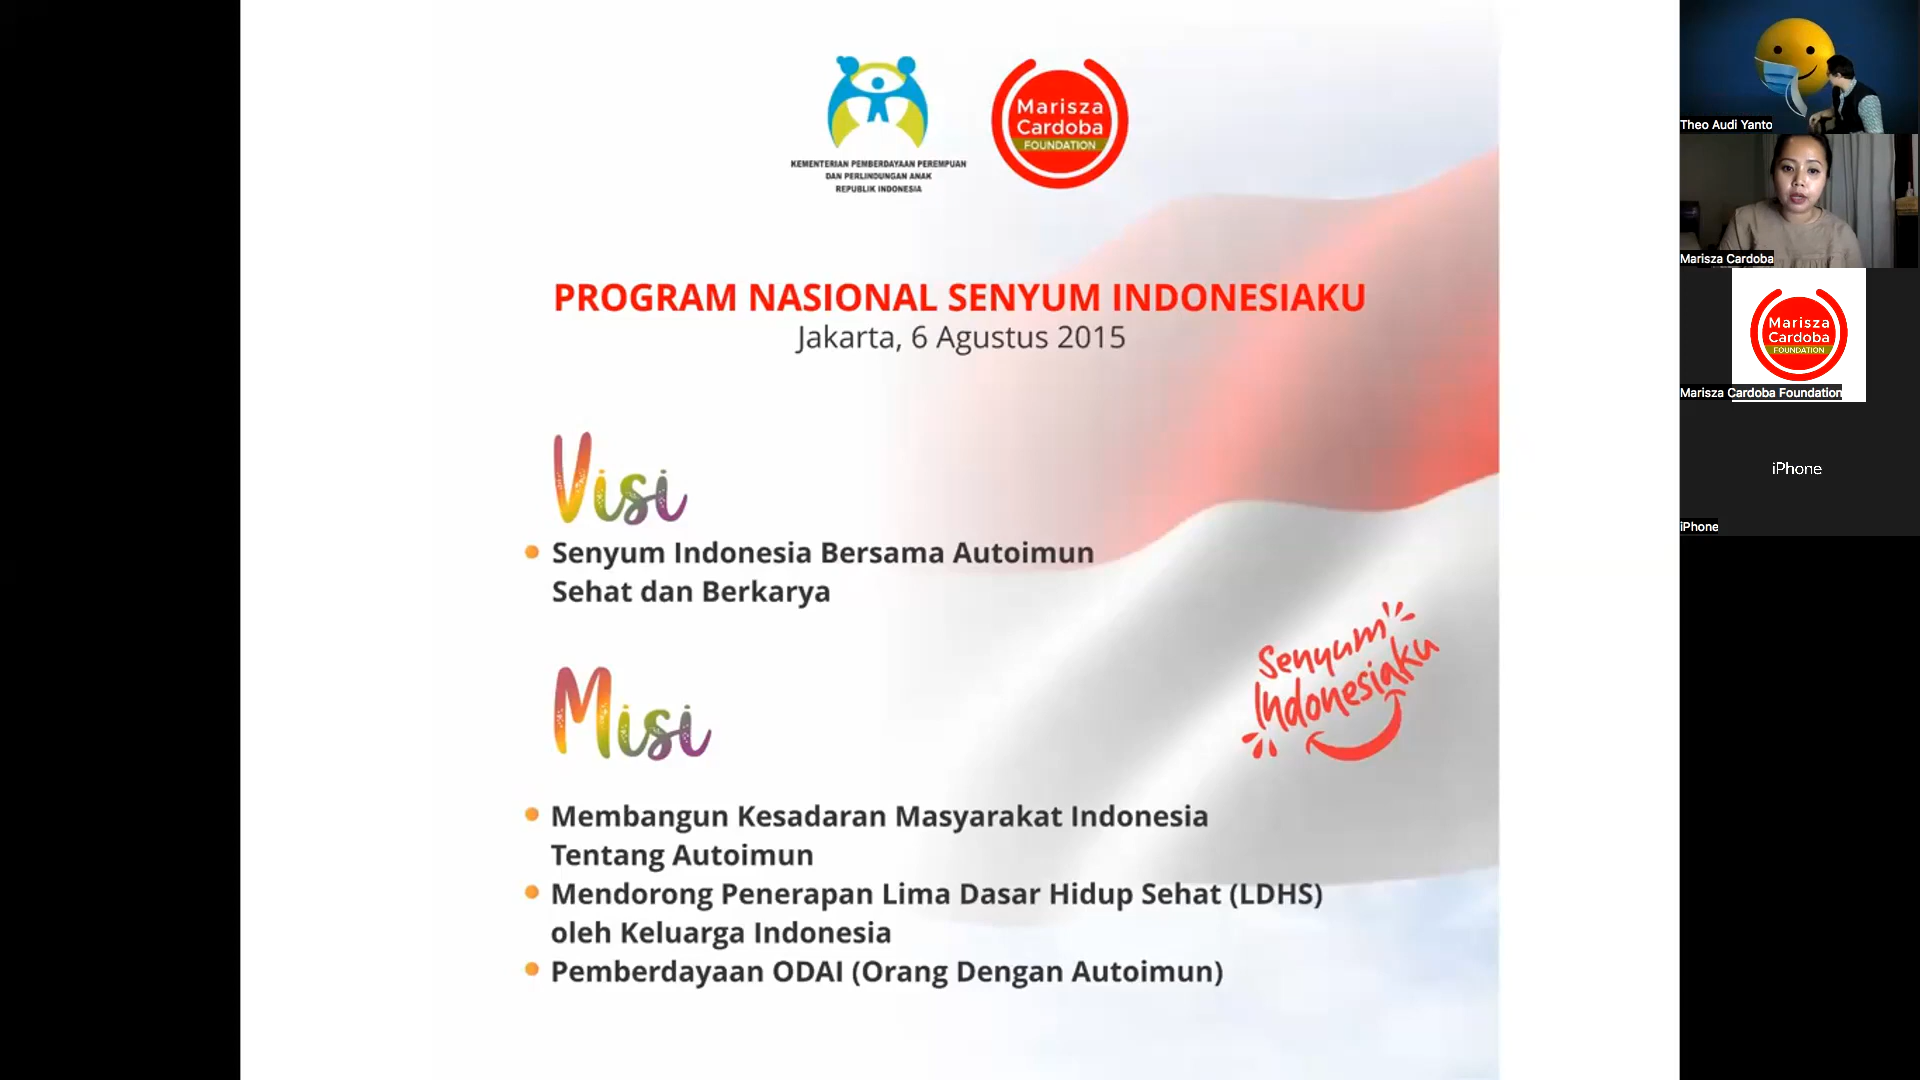 KEMENTERIAN PEMBERDAYAAN PEREMPUAN
DAN PERLINDUNGAN ANAK
REPUBLIK INDONESIA
Marisza
Cardoba
FOUNDATION
PROGRAM NASIONAL SENYUM INDONESIAKU
Jakarta, 6 Agustus 2015
Visi
Senyum Indonesia Bersama Autoimun
Sehat dan Berkarya
Senyum
Indonesiaku
Misi
Membangun Kesadaran Masyarakat Indonesia
Tentang Autoimun
Mendorong Penerapan Lima Dasar Hidup Sehat (LDHS)
oleh Keluarga Indonesia
Pemberdayaan ODAI (Orang Dengan Autoimun)
Theo Audi Yanto
Marisza Cardoba
Marisza
Cardoba
FOUNDATION
Marisza Cardoba Foundation
iPhone
iPhone